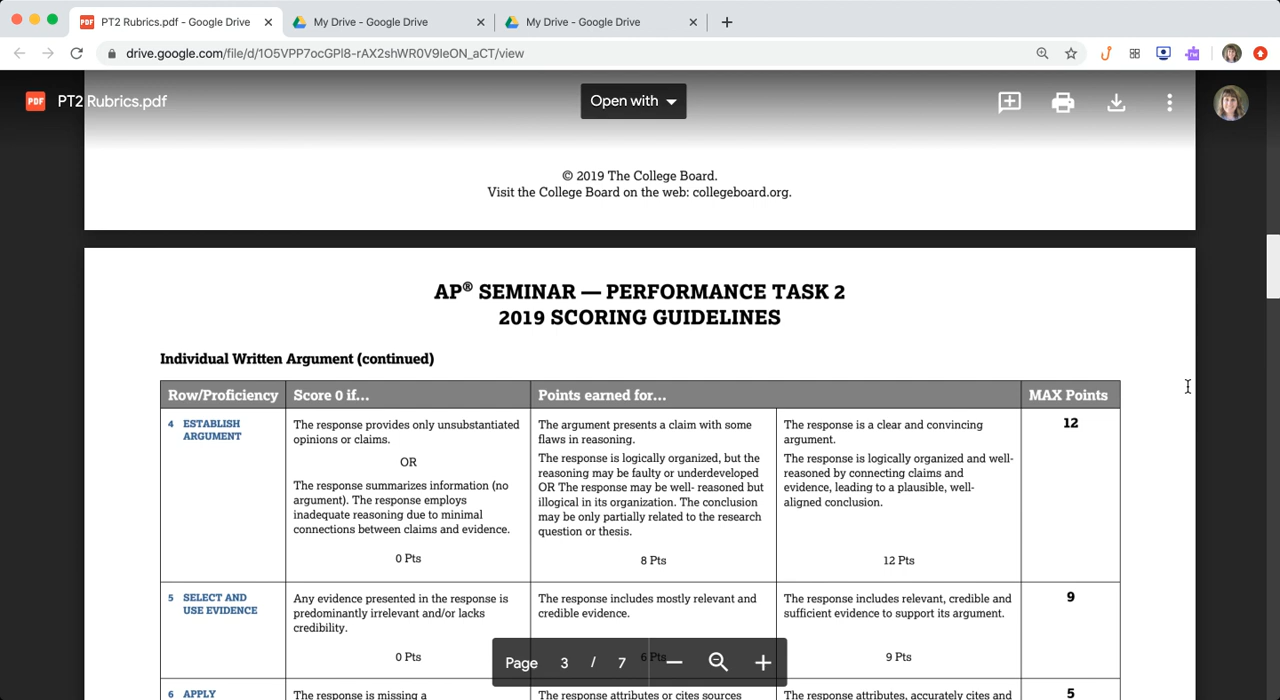 PT2 Rubrics.pdf - Google Drive
My Drive - Google Drive
My Drive - Google Drive
drive.google.com/file/d/1O5VPP7ocGPl8-rAX2shWR0V9IeON_aCT/view
PDF
PT2 Rubrics.pdf
Open with
© 2019 The College Board.
Visit the College Board on the web: collegeboard.org.
AP® SEMINAR — PERFORMANCE TASK 2
2019 SCORING GUIDELINES
Individual Written Argument (continued)
Row/Proficiency
Score 0 if...
Points earned for...
MAX Points
4 ESTABLISH
ARGUMENT
The response provides only unsubstantiated
opinions or claims.
OR
The response summarizes information (no
argument). The response employs
inadequate reasoning due to minimal
connections between claims and evidence.
0 Pts
The argument presents a claim with some
flaws in reasoning.
The response is logically organized, but the
reasoning may be faulty or underdeveloped
OR The response may be well- reasoned but
illogical in its organization. The conclusion
may be only partially related to the research
question or thesis.
8 Pts
The response is a clear and convincing
argument.
The response is logically organized and well-
reasoned by connecting claims and
evidence, leading to a plausible, well-
aligned conclusion.
12 Pts
12
5 SELECT AND
USE EVIDENCE
Any evidence presented in the response is
predominantly irrelevant and/or lacks
credibility.
0 Pts
The response includes mostly relevant and
credible evidence.
6 Pts
The response includes relevant, credible and
sufficient evidence to support its argument.
9 Pts
9
6 APPLY
The response is missing a
The response attributes or cites sources
The response attributes, accurately cites and
5
Page 3 / 7